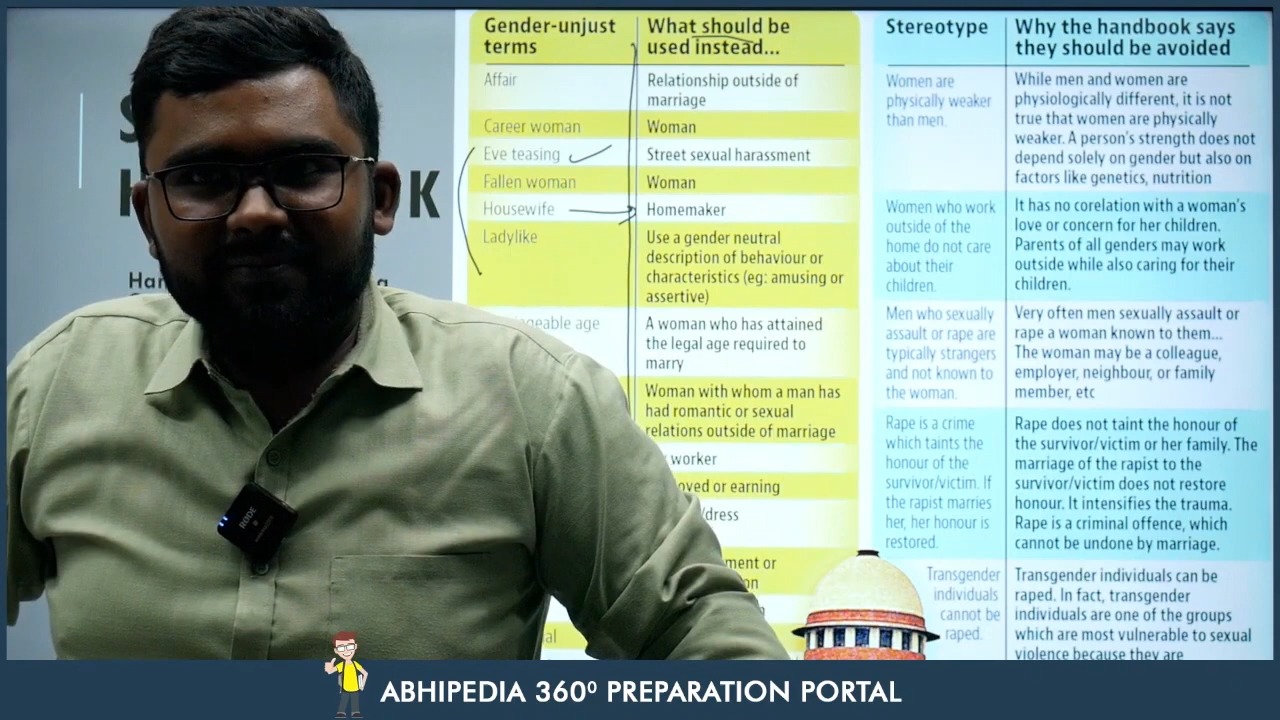 S
H K
Har
Gender-unjust
terms
What should be
used instead...
Affair
Relationship outside of
marriage
Career woman
Woman
Eve teasing
Street sexual harassment
Fallen woman
Woman
Housewife
Homemaker
Ladylike
Use a gender neutral
description of behaviour or
characteristics (eg: amusing or
assertive)
age
A woman who has attained
the legal age required to
marry
Woman with whom a man has
had romantic or sexual
relations outside of marriage
worker
or earning
/dress
or
Stereotype
Why the handbook says
they should be avoided
Women are
physically weaker
than men.
While men and women are
physiologically different, it is not
true that women are physically
weaker. A person's strength does not
depend solely on gender but also on
factors like genetics, nutrition
Women who work
outside of the
home do not care
about their
children.
It has no corelation with a woman's
love or concern for her children.
Parents of all genders may work
outside while also caring for their
children.
Men who sexually
assault or rape are
typically strangers
and not known to
the woman.
Very often men sexually assault or
rape a woman known to them...
The woman may be a colleague,
employer, neighbour, or family
member, etc
Rape is a crime
which taints the
honour of the
survivor/victim. If
the rapist marries
her, her honour is
restored.
Rape does not taint the honour of
the survivor/victim or her family. The
marriage of the rapist to the
survivor/victim does not restore
honour. It intensifies the trauma.
Rape is a criminal offence, which
cannot be undone by marriage.
Transgender
individuals
cannot be
raped.
Transgender individuals can be
raped. In fact, transgender
individuals are one of the groups
which are most vulnerable to sexual
violence because they are
RODE
ABHIPEDIA 360⁰ PREPARATION PORTAL